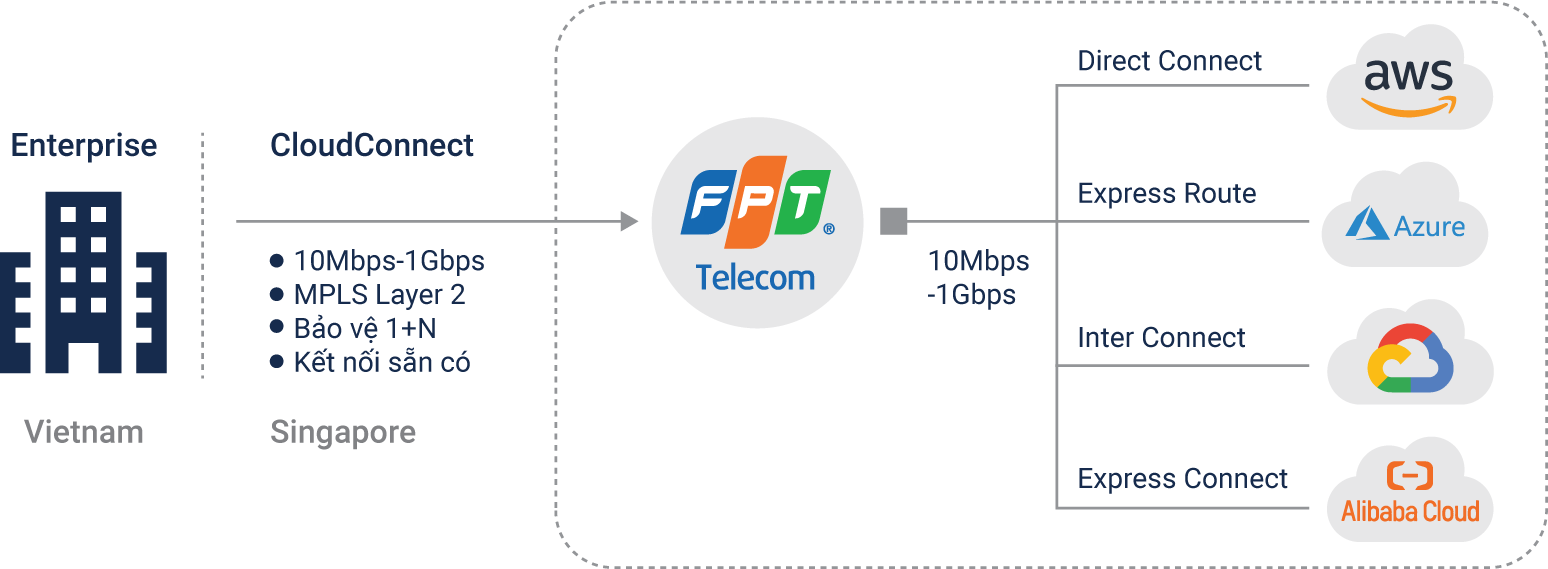 Enterprise
Vietnam
CloudConnect
10Mbps-1Gbps
MPLS Layer 2
Bảo vệ 1+N
Kết nối sẵn có
Singapore
FPT®
Telecom
10Mbps
-1Gbps
Direct Connect
aws
Express Route
Azure
Inter Connect
Express Connect
Alibaba Cloud